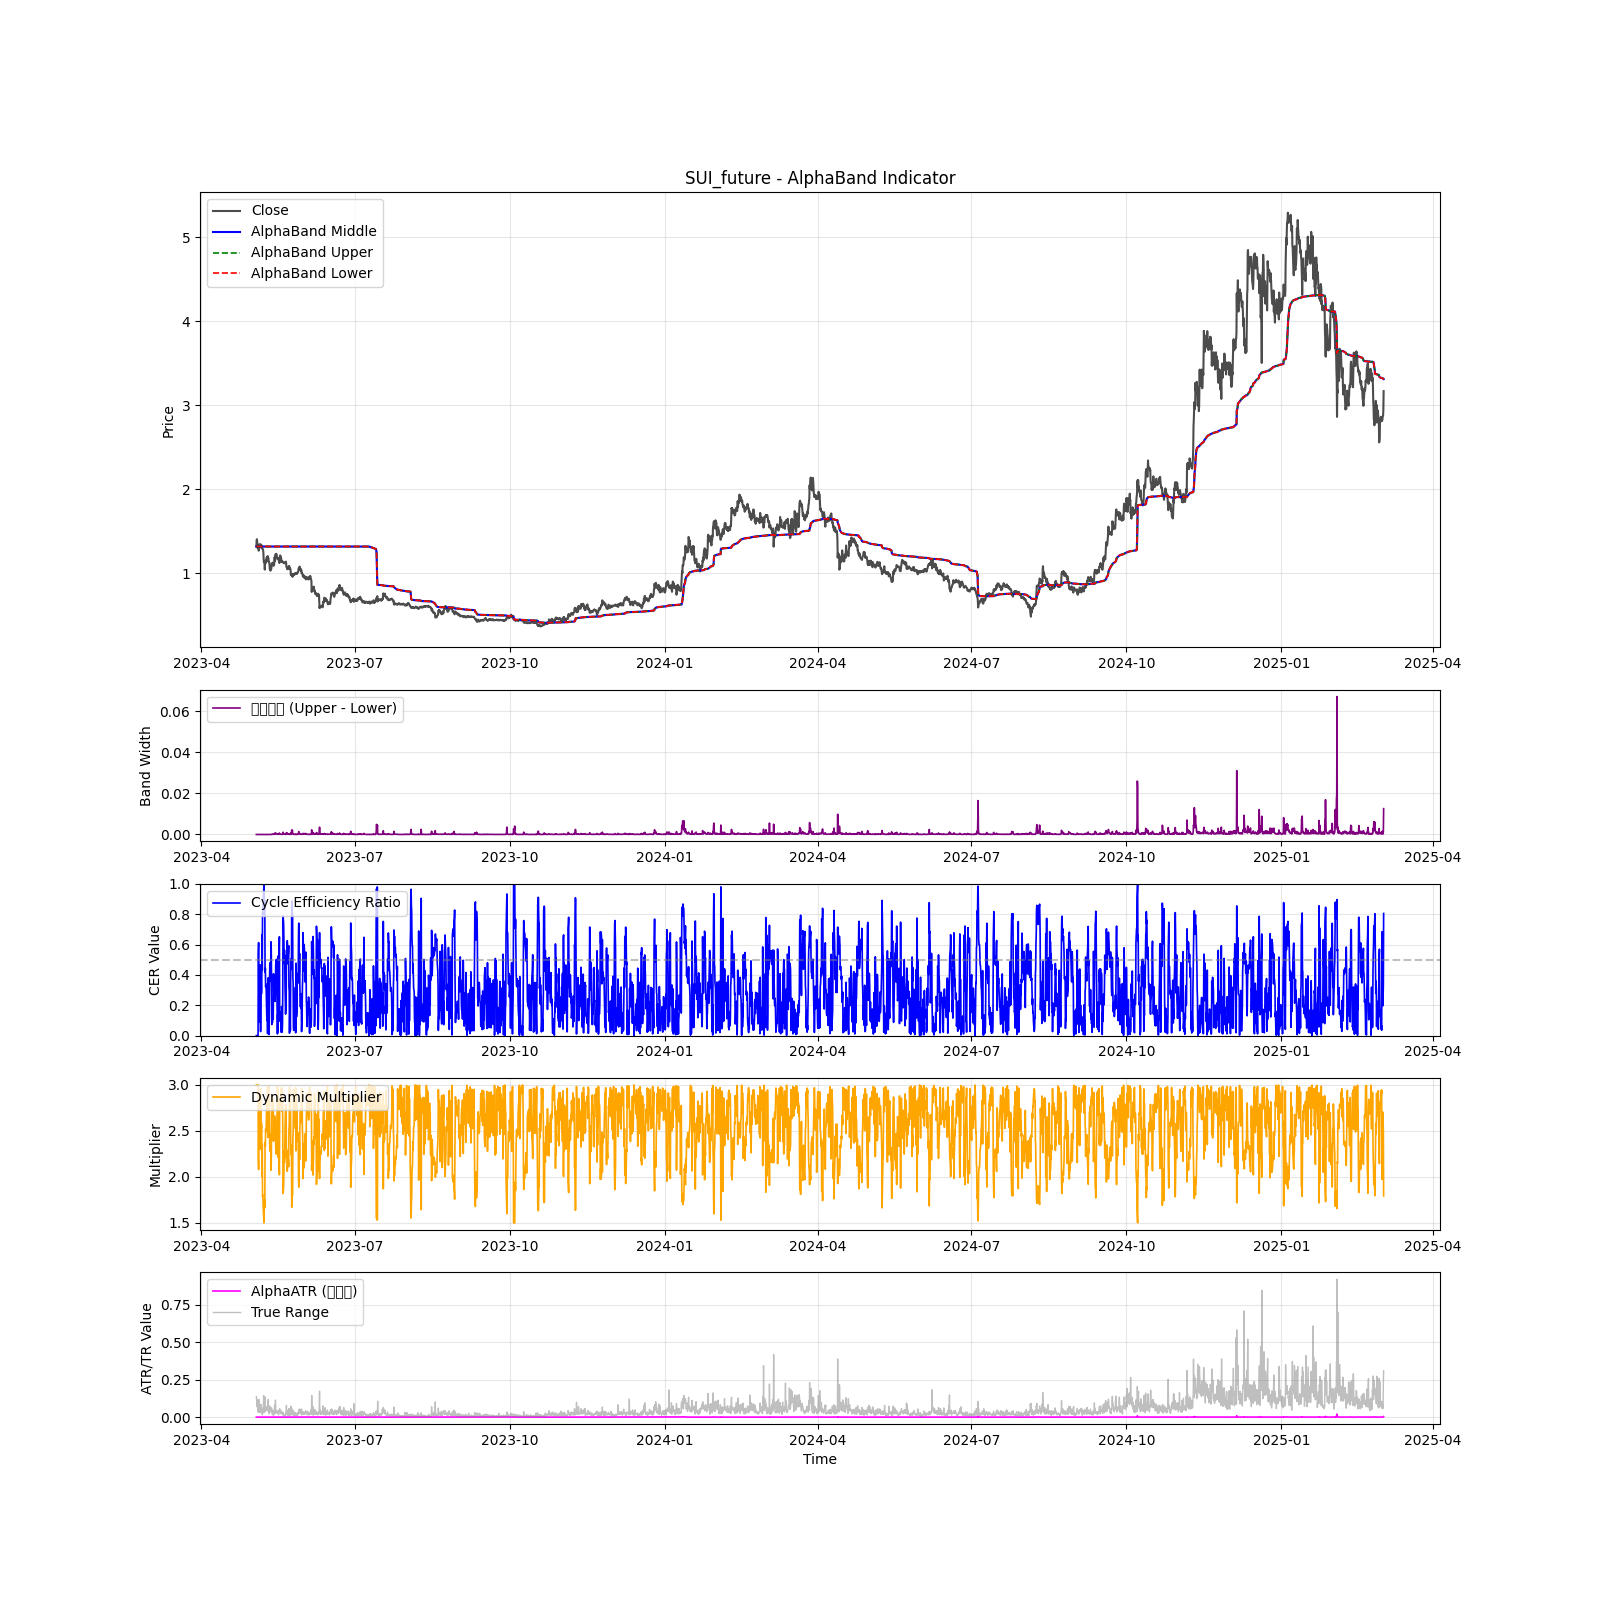 SUI_future - AlphaBand Indicator
Close
AlphaBand Middle
AlphaBand Upper
AlphaBand Lower
Price
5
4
3
2
1
2023-04 2023-07 2023-10 2024-01 2024-04 2024-07 2024-10 2025-01 2025-04
(Upper - Lower)
Band Width
0.06
0.04
0.02
0.00
2023-04 2023-07 2023-10 2024-01 2024-04 2024-07 2024-10 2025-01 2025-04
Cycle Efficiency Ratio
CER Value
1.0
0.8
0.6
0.4
0.2
0.0
2023-04 2023-07 2023-10 2024-01 2024-04 2024-07 2024-10 2025-01 2025-04
Dynamic Multiplier
Multiplier
3.0
2.5
2.0
1.5
2023-04 2023-07 2023-10 2024-01 2024-04 2024-07 2024-10 2025-01 2025-04
AlphaATR
True Range
ATR/TR Value
0.75
0.50
0.25
0.00
2023-04 2023-07 2023-10 2024-01 2024-04 2024-07 2024-10 2025-01 2025-04
Time